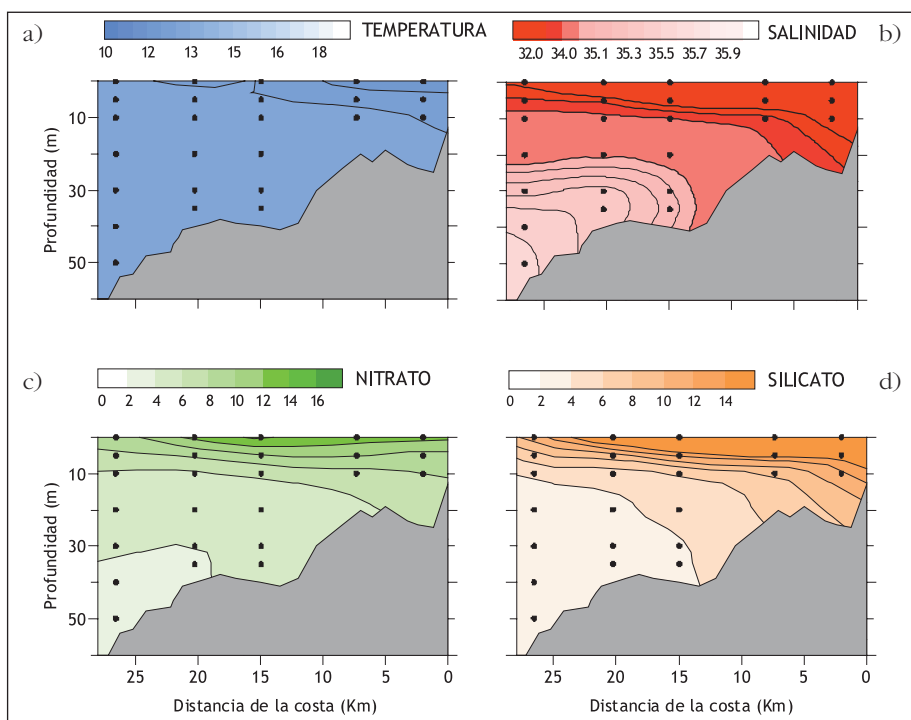 a)
TEMPERATURA
10 12 13 15 16 18
Profundidad (m)
10
30
50
SALINIDAD
b)
32.0 34.0 35.1 35.3 35.5 35.7 35.9
c)
NITRATO
0 2 4 6 8 10 12 14 16
Profundidad (m)
10
30
50
25 20 15 10 5 0
Distancia de la costa (Km)
SILICATO
d)
0 2 4 6 8 10 12 14
25 20 15 10 5 0
Distancia de la costa (Km)